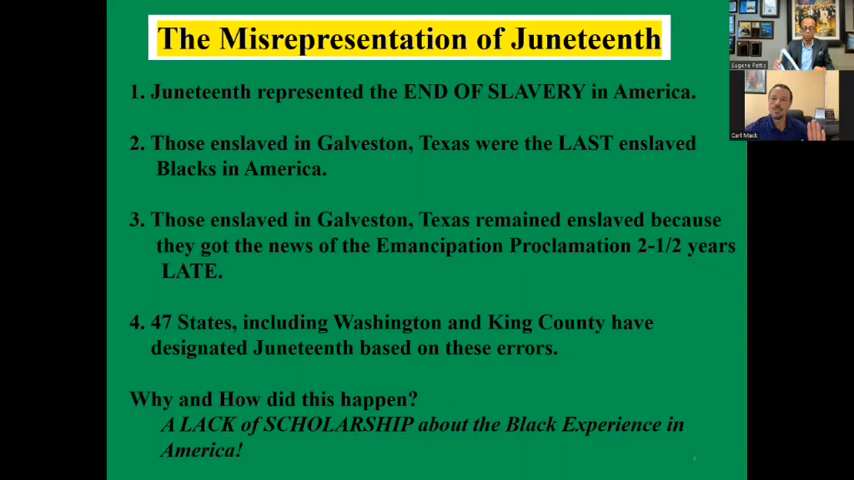 The Misrepresentation of Juneteenth
1. Juneteenth represented the END OF SLAVERY in America.
2. Those enslaved in Galveston, Texas were the LAST enslaved
Blacks in America.
3. Those enslaved in Galveston, Texas remained enslaved because
they got the news of the Emancipation Proclamation 2-1/2 years
LATE.
4. 47 States, including Washington and King County have
designated Juneteenth based on these errors.
Why and How did this happen?
A LACK of SCHOLARSHIP about the Black Experience in
America!
Eugene Potts
Carl Mack